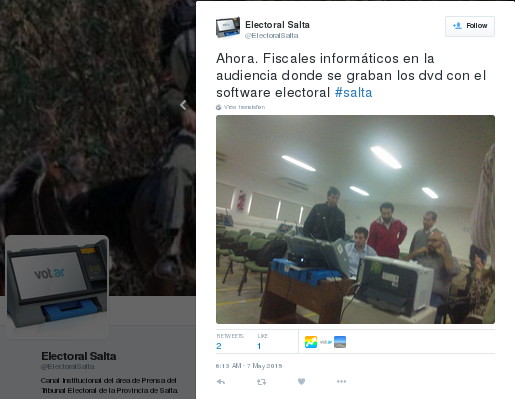 Electoral Salta
@ElectoralSalta
Follow
Ahora. Fiscales informáticos en la
audiencia donde se graban los dvd con el
software electoral #salta
View translation
RETWEETS
2
LIKE
1
6:13 AM - 7 May 2015
vot.ar
Electoral Salta
@ElectoralSalta
Canal Institucional del área de Prensa del
Tribunal Electoral de la Provincia de Salta.